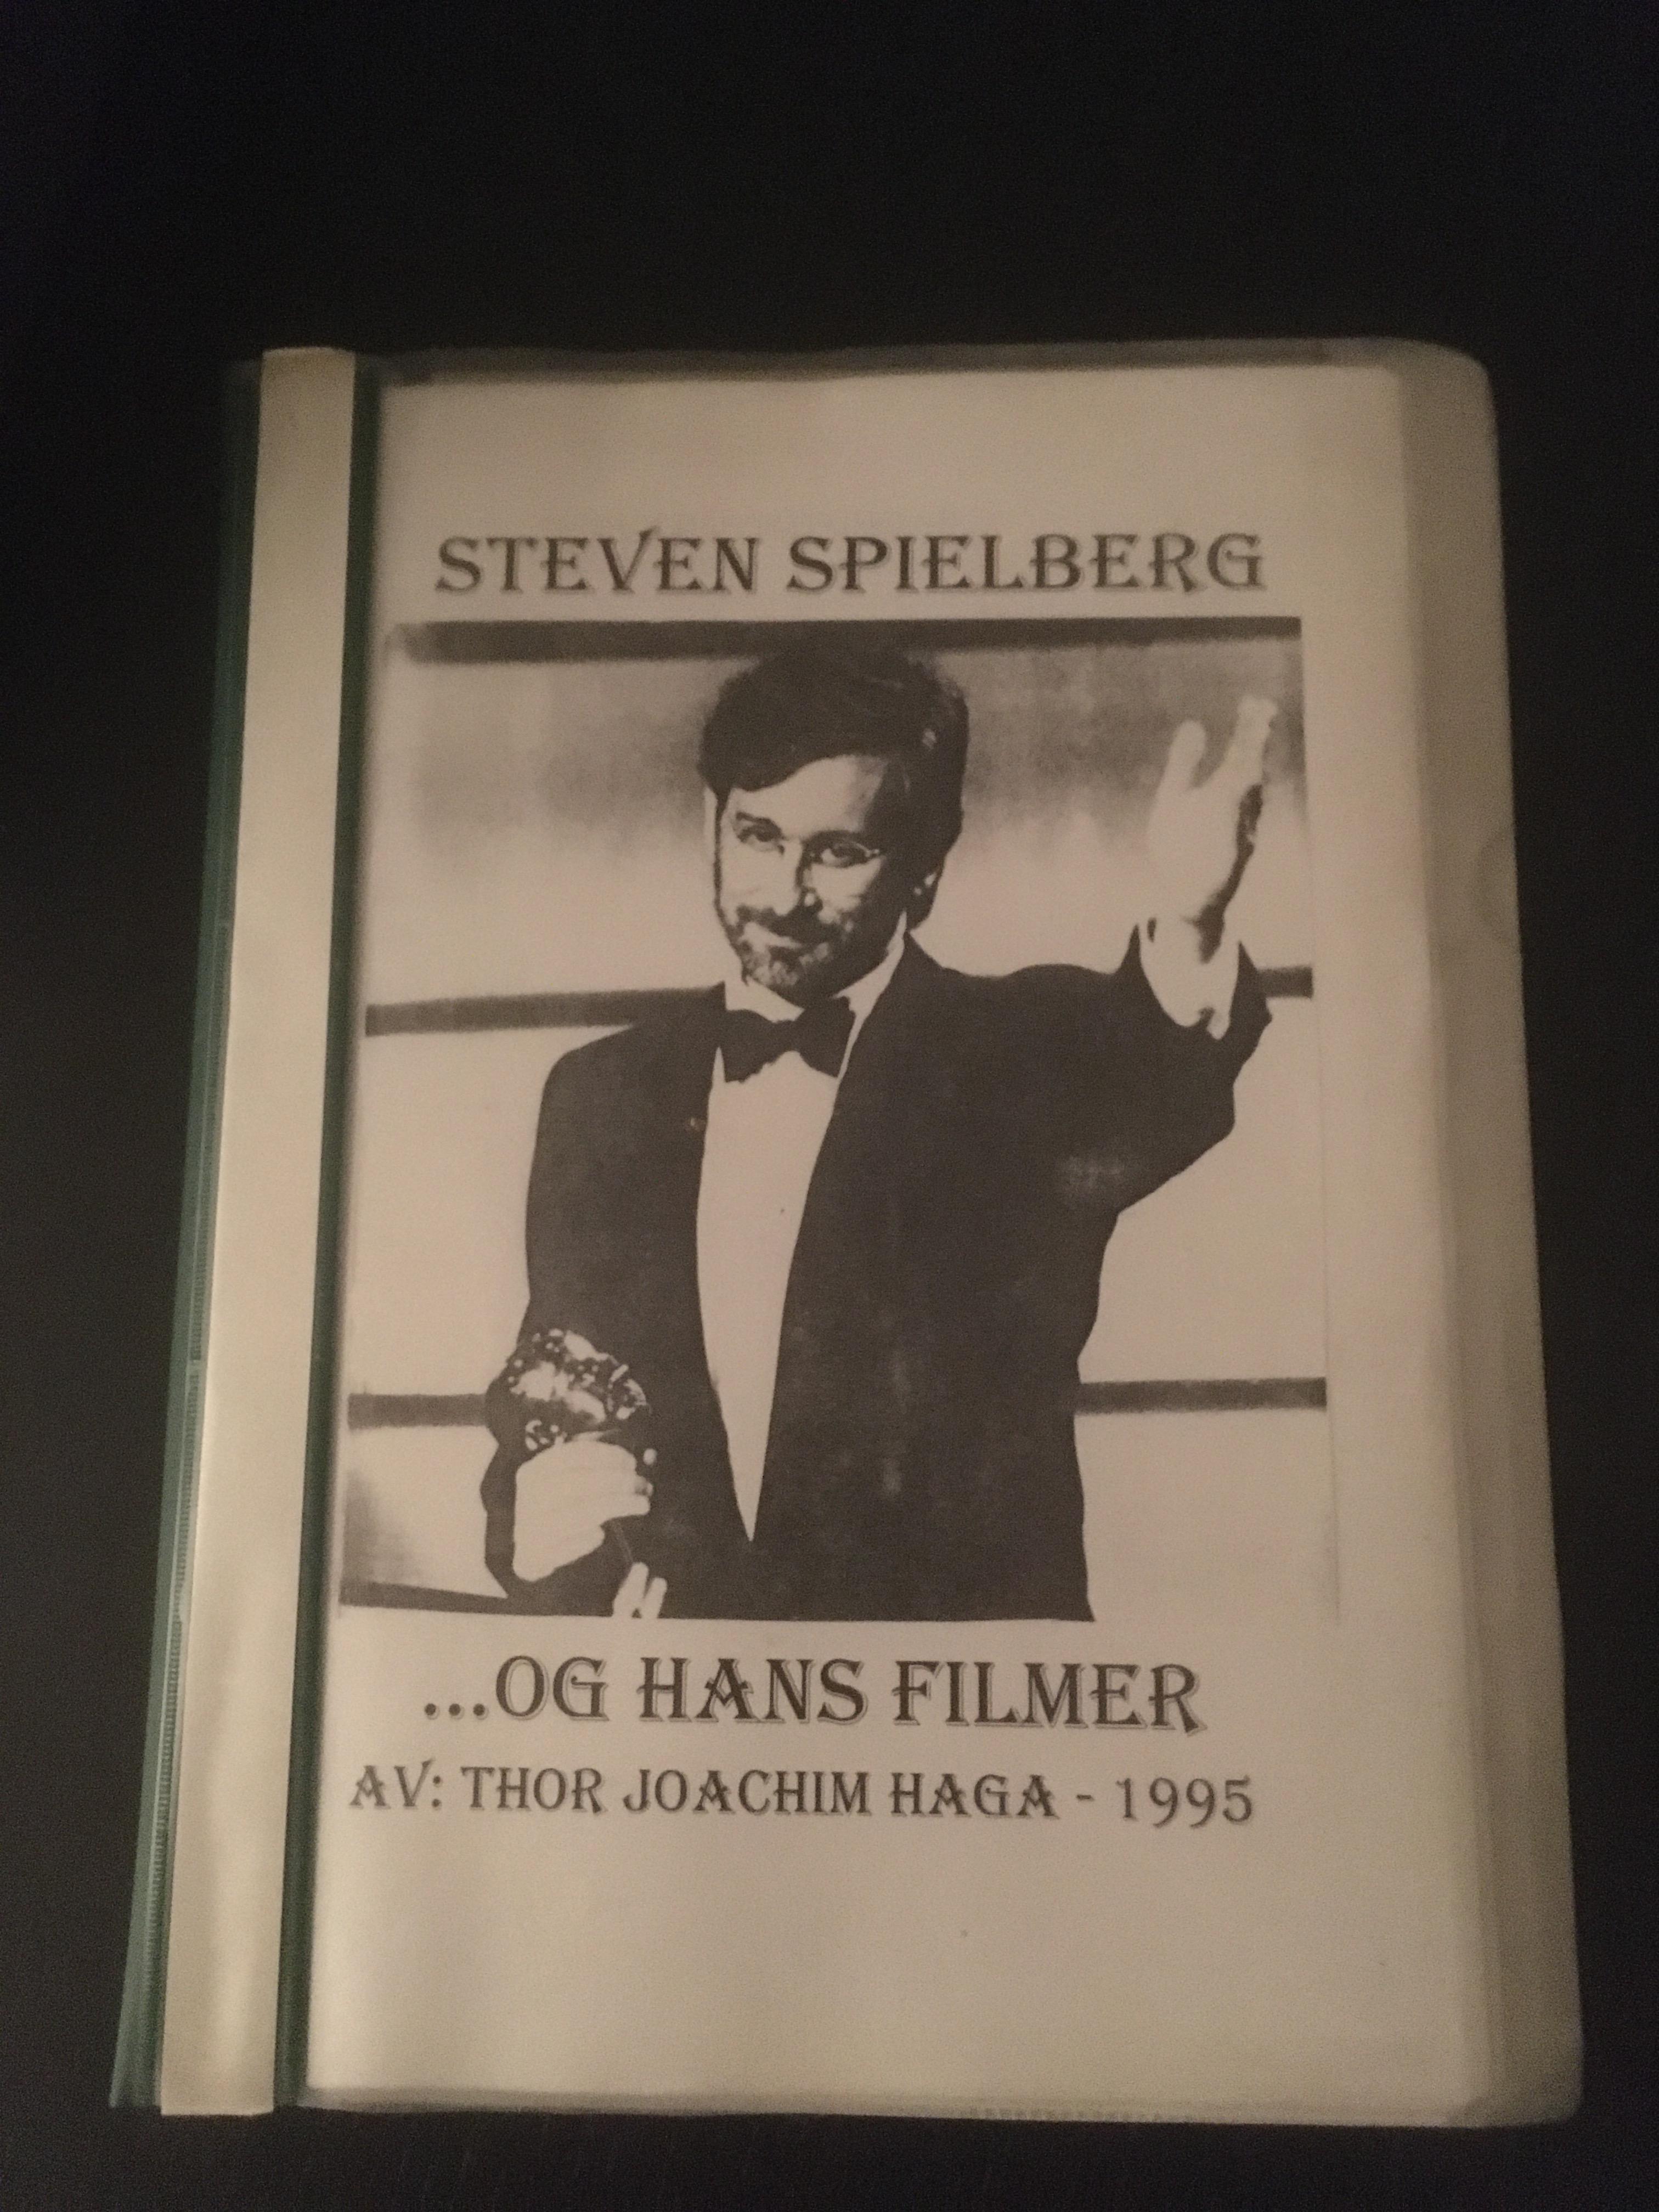 STEVEN SPIELBERG
...OG HANS FILMER
AV: THOR JOACHIM HAGA - 1995